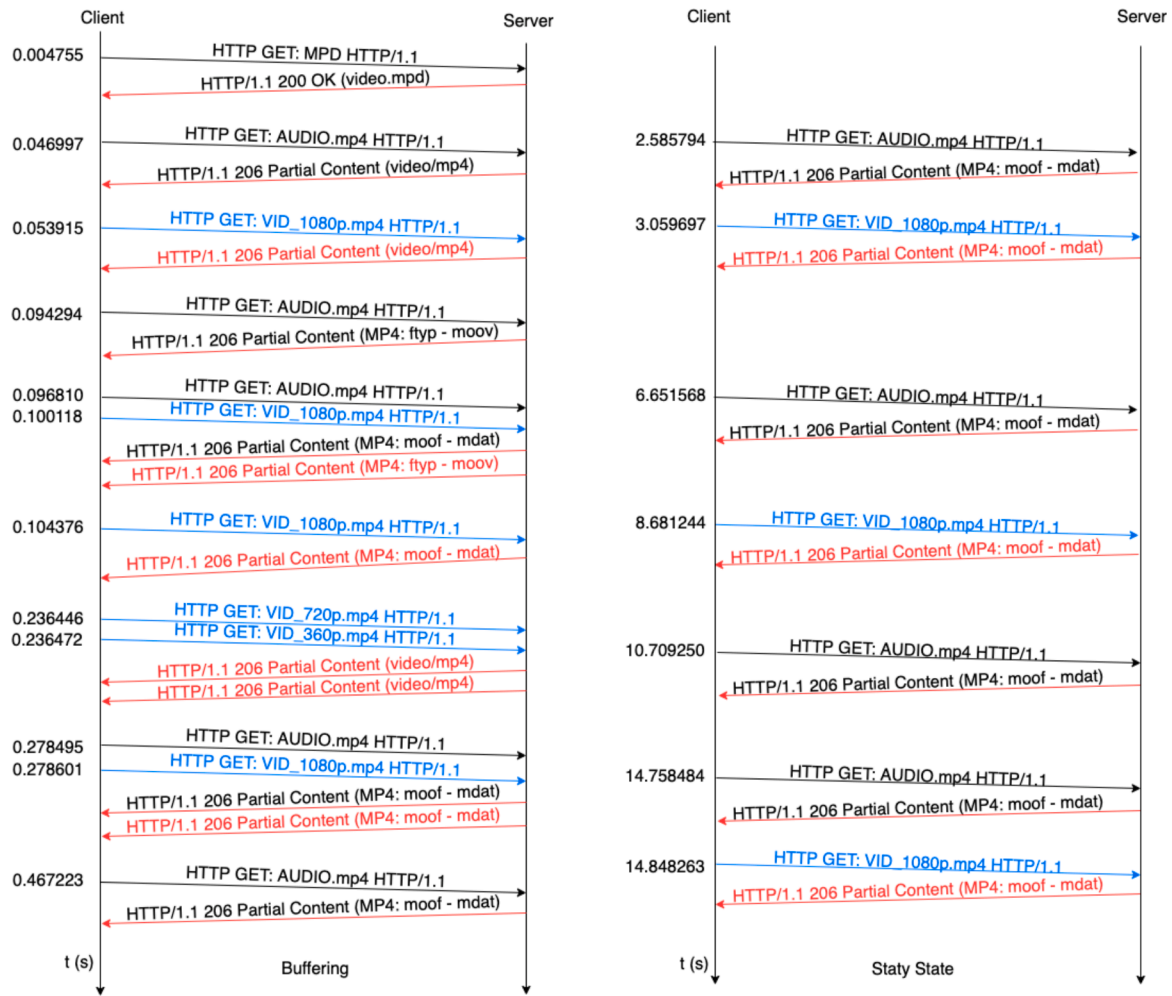 Client
Server
0.004755
HTTP GET: MPD HTTP/1.1
HTTP/1.1 200 OK (video.mpd)
0.046997
HTTP GET: AUDIO.mp4 HTTP/1.1
HTTP/1.1 206 Partial Content (video/mp4)
0.053915
HTTP GET: VID_1080p.mp4 HTTP/1.1
HTTP/1.1 206 Partial Content (video/mp4)
0.094294
HTTP GET: AUDIO.mp4 HTTP/1.1
HTTP/1.1 206 Partial Content (MP4: ftyp - moov)
0.096810
HTTP GET: AUDIO.mp4 HTTP/1.1
0.100118
HTTP GET: VID_1080p.mp4 HTTP/1.1
HTTP/1.1 206 Partial Content (MP4: moof - mdat)
HTTP/1.1 206 Partial Content (MP4: ftyp - moov)
0.104376
HTTP GET: VID_1080p.mp4 HTTP/1.1
HTTP/1.1 206 Partial Content (MP4: moof - mdat)
0.236446
HTTP GET: VID_720p.mp4 HTTP/1.1
0.236472
HTTP GET: VID_360p.mp4 HTTP/1.1
HTTP/1.1 206 Partial Content (video/mp4)
HTTP/1.1 206 Partial Content (video/mp4)
0.278495
HTTP GET: AUDIO.mp4 HTTP/1.1
0.278601
HTTP GET: VID_1080p.mp4 HTTP/1.1
HTTP/1.1 206 Partial Content (MP4: moof - mdat)
HTTP/1.1 206 Partial Content (MP4: moof - mdat)
0.467223
HTTP GET: AUDIO.mp4 HTTP/1.1
HTTP/1.1 206 Partial Content (MP4: moof - mdat)
t (s)
Buffering
Client
Server
2.585794
HTTP GET: AUDIO.mp4 HTTP/1.1
HTTP/1.1 206 Partial Content (MP4: moof - mdat)
3.059697
HTTP GET: VID_1080p.mp4 HTTP/1.1
HTTP/1.1 206 Partial Content (MP4: moof - mdat)
6.651568
HTTP GET: AUDIO.mp4 HTTP/1.1
HTTP/1.1 206 Partial Content (MP4: moof - mdat)
8.681244
HTTP GET: VID_1080p.mp4 HTTP/1.1
HTTP/1.1 206 Partial Content (MP4: moof - mdat)
10.709250
HTTP GET: AUDIO.mp4 HTTP/1.1
HTTP/1.1 206 Partial Content (MP4: moof - mdat)
14.758484
HTTP GET: AUDIO.mp4 HTTP/1.1
HTTP/1.1 206 Partial Content (MP4: moof - mdat)
14.848263
HTTP GET: VID_1080p.mp4 HTTP/1.1
HTTP/1.1 206 Partial Content (MP4: moof - mdat)
t (s)
Staty State